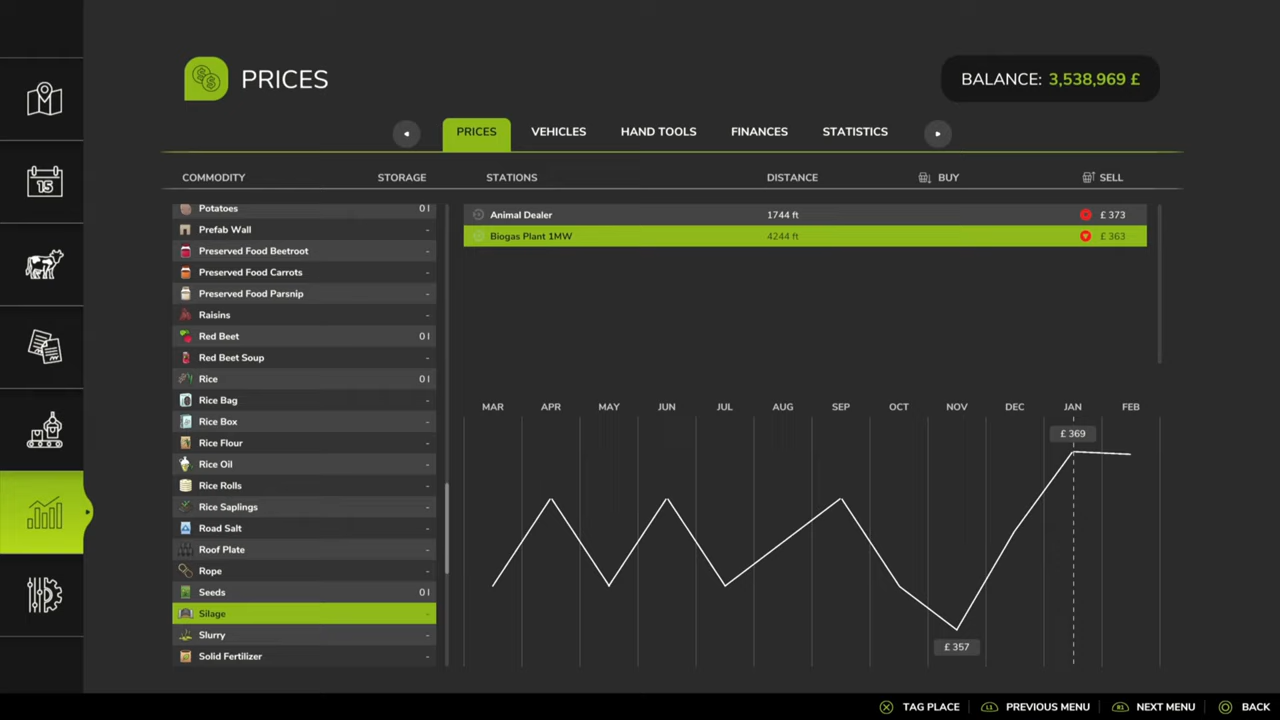 PRICES
BALANCE: 3,538,969 £
PRICES VEHICLES HAND TOOLS FINANCES STATISTICS
COMMODITY STORAGE STATIONS DISTANCE BUY SELL
15
Potatoes 0 l
Prefab Wall -
Preserved Food Beetroot -
Preserved Food Carrots -
Preserved Food Parsnip -
Raisins -
Red Beet 0 l
Red Beet Soup -
Rice 0 l
Rice Bag -
Rice Box -
Rice Flour -
Rice Oil -
Rice Rolls -
Rice Saplings -
Road Salt -
Roof Plate -
Rope -
Seeds 0 l
Silage -
Slurry -
Solid Fertilizer -
Animal Dealer 1744 ft £ 373
Biogas Plant 1MW 4244 ft £ 363
MAR APR MAY JUN JUL AUG SEP OCT NOV DEC JAN FEB
£ 369
£ 357
TAG PLACE L1 PREVIOUS MENU R1 NEXT MENU BACK